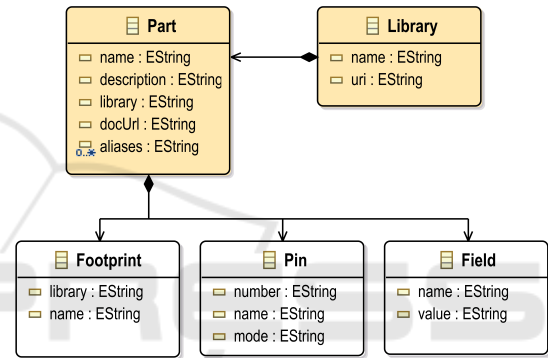 Part
name : EString
description : EString
library : EString
docUrl : EString
0..* aliases : EString
Library
name : EString
uri : EString
Footprint
library : EString
name : EString
Pin
number : EString
name : EString
mode : EString
Field
name : EString
value : EString